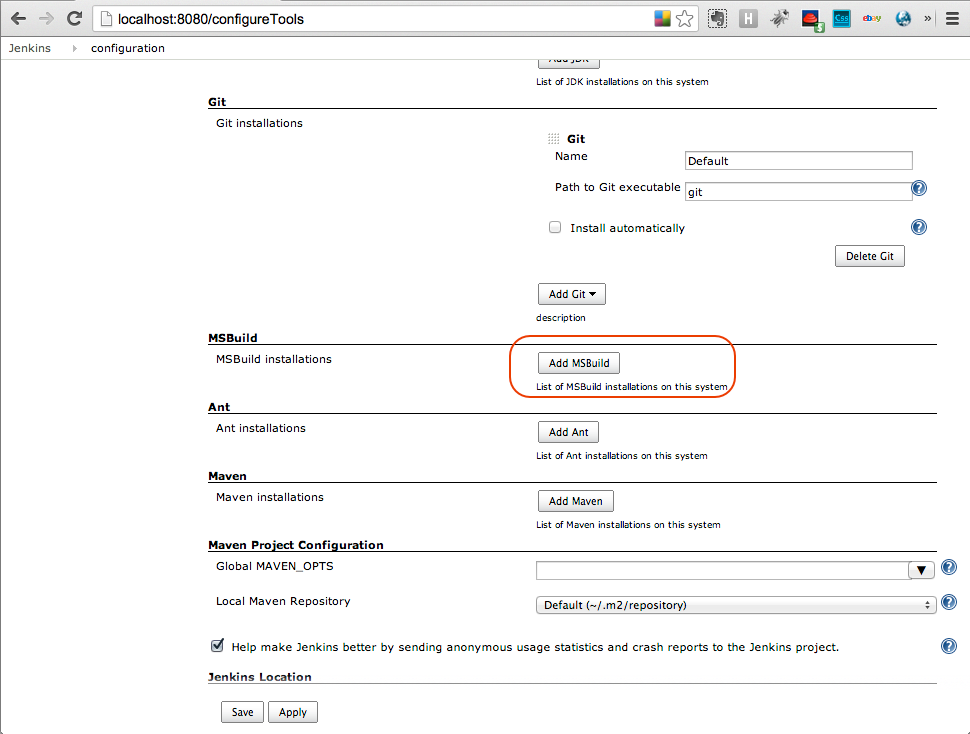 localhost:8080/configureTools
H
Css
ebay
$
»
Jenkins
configuration
Add JDK
List of JDK installations on this system
Git
Git installations
Git
Name
Default
Path to Git executable
git
?
Install automatically
?
Delete Git
Add Git
description
MSBuild
MSBuild installations
Add MSBuild
List of MSBuild installations on this system
Ant
Ant installations
Add Ant
List of Ant installations on this system
Maven
Maven installations
Add Maven
List of Maven installations on this system
Maven Project Configuration
Global MAVEN_OPTS
?
Local Maven Repository
Default (~/.m2/repository)
?
Help make Jenkins better by sending anonymous usage statistics and crash reports to the Jenkins project.
?
Jenkins Location
Save
Apply